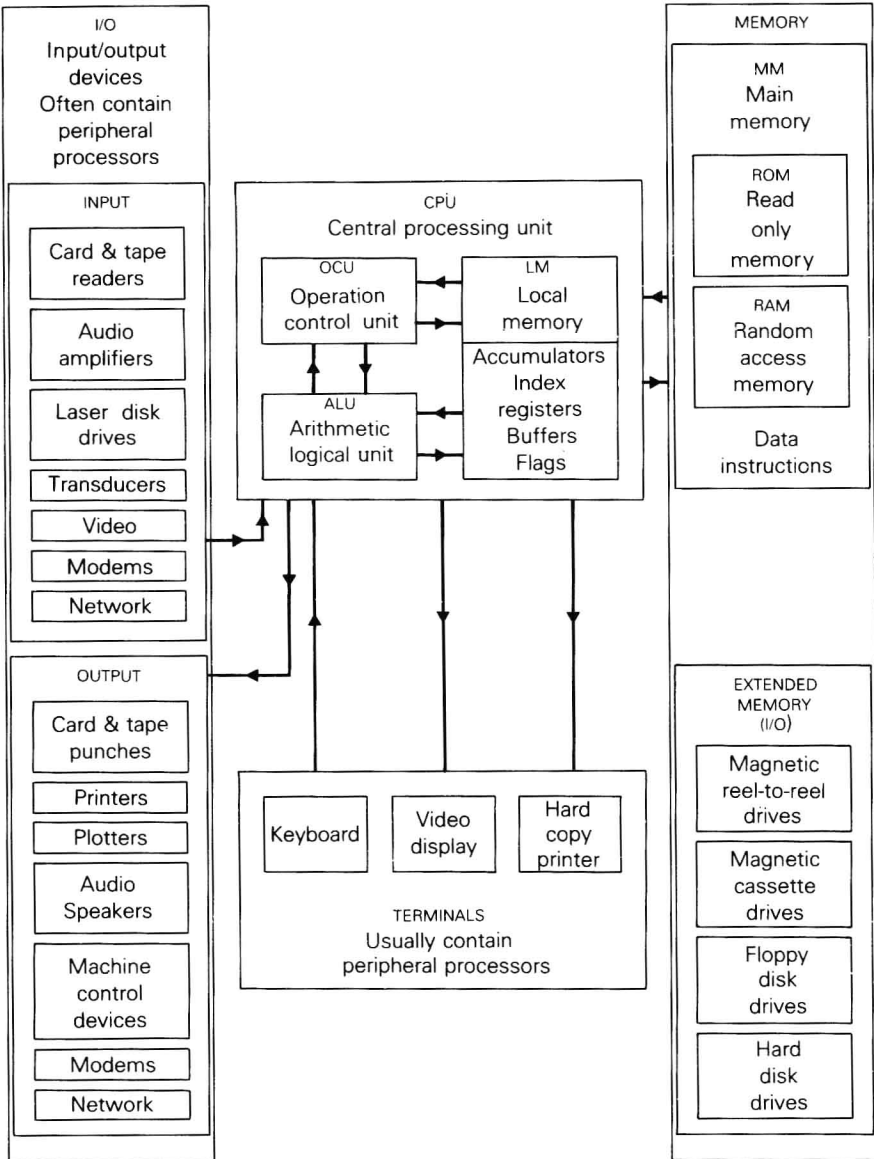 I/O
Input/output
devices
Often contain
peripheral
processors
INPUT
Card & tape
readers
Audio
amplifiers
Laser disk
drives
Transducers
Video
Modems
Network
OUTPUT
Card & tape
punches
Printers
Plotters
Audio
Speakers
Machine
control
devices
Modems
Network
CPU
Central processing unit
OCU
Operation
control unit
LM
Local
memory
Accumulators
Index
registers
Buffers
Flags
ALU
Arithmetic
logical unit
Keyboard
Video
display
Hard
copy
printer
TERMINALS
Usually contain
peripheral processors
MEMORY
MM
Main
memory
ROM
Read
only
memory
RAM
Random
access
memory
Data
instructions
EXTENDED
MEMORY
(I/O)
Magnetic
reel-to-reel
drives
Magnetic
cassette
drives
Floppy
disk
drives
Hard
disk
drives